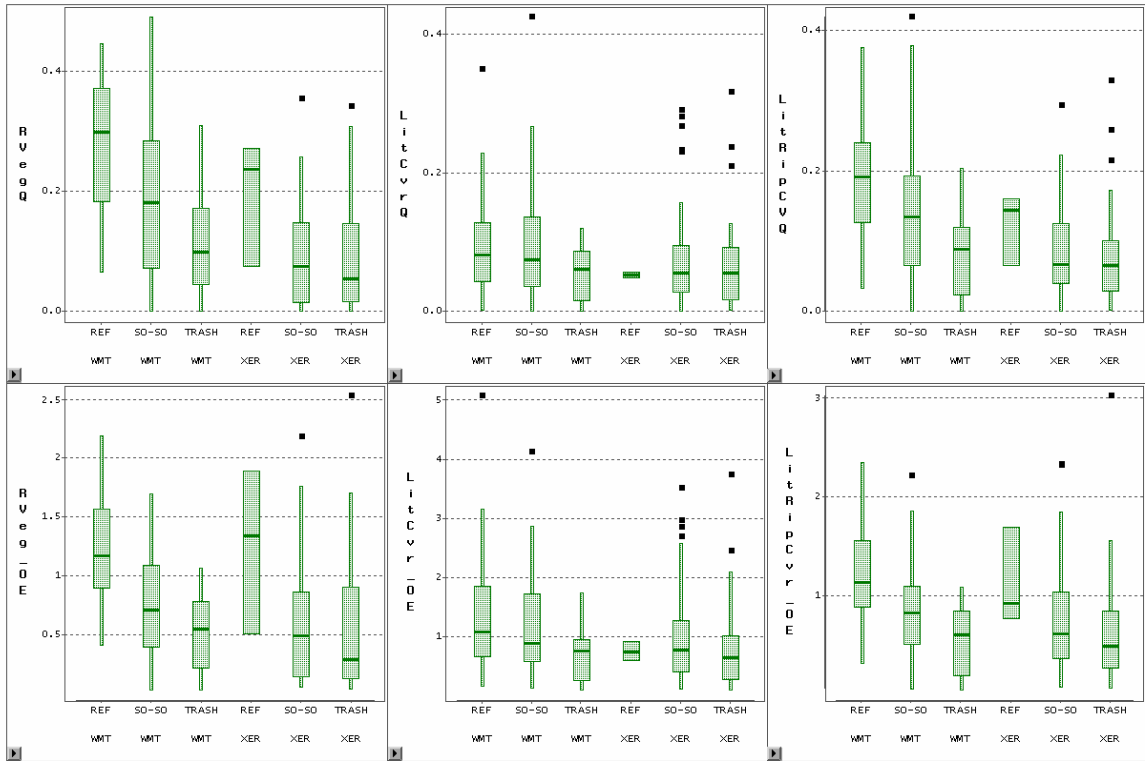 RVegQ
0.4
0.2
0.0
REF SO-SO TRASH REF SO-SO TRASH
WMT WMT WMT XER XER XER
LitCvrQ
0.4
0.2
0.0
REF SO-SO TRASH REF SO-SO TRASH
WMT WMT WMT XER XER XER
LitRipCVQ
0.4
0.2
0.0
REF SO-SO TRASH REF SO-SO TRASH
WMT WMT WMT XER XER XER
RVeg_OE
2.5
2
1.5
1
0.5
REF SO-SO TRASH REF SO-SO TRASH
WMT WMT WMT XER XER XER
LitCvr_OE
5
4
3
2
1
REF SO-SO TRASH REF SO-SO TRASH
WMT WMT WMT XER XER XER
LitRipCvr_OE
3
2
1
REF SO-SO TRASH REF SO-SO TRASH
WMT WMT WMT XER XER XER